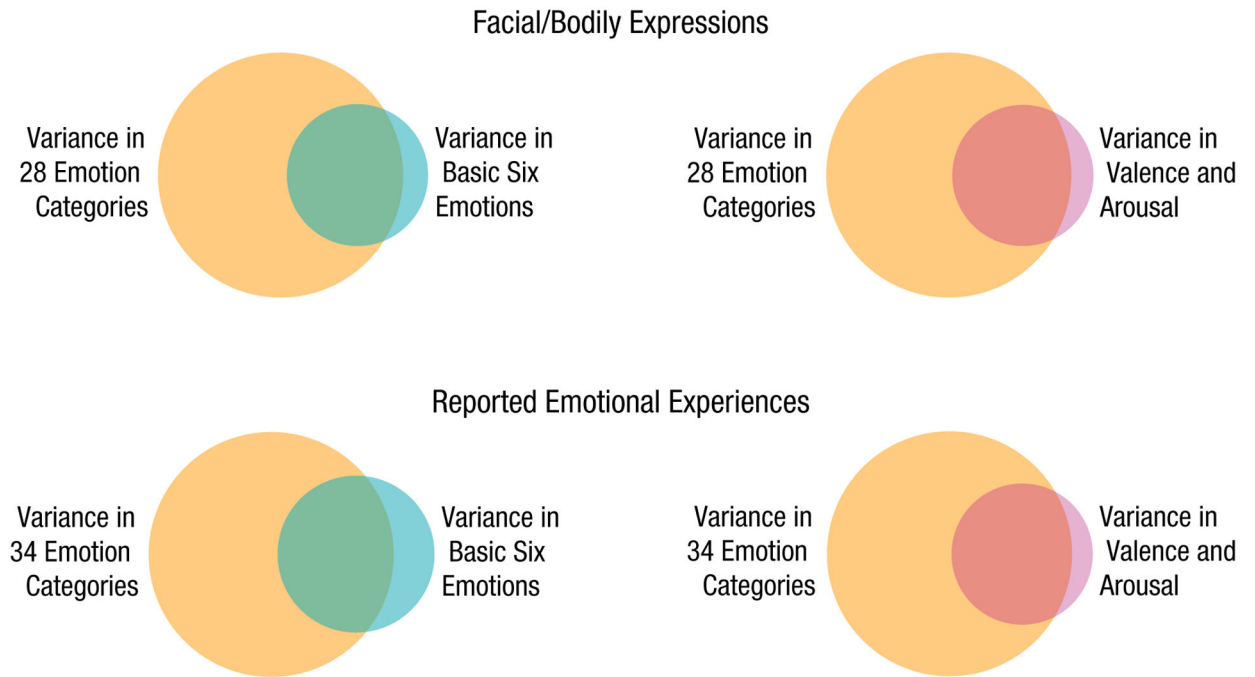 Facial/Bodily Expressions
Variance in
28 Emotion
Categories
Variance in
Basic Six
Emotions
Variance in
28 Emotion
Categories
Variance in
Valence and
Arousal
Reported Emotional Experiences
Variance in
34 Emotion
Categories
Variance in
Basic Six
Emotions
Variance in
34 Emotion
Categories
Variance in
Valence and
Arousal